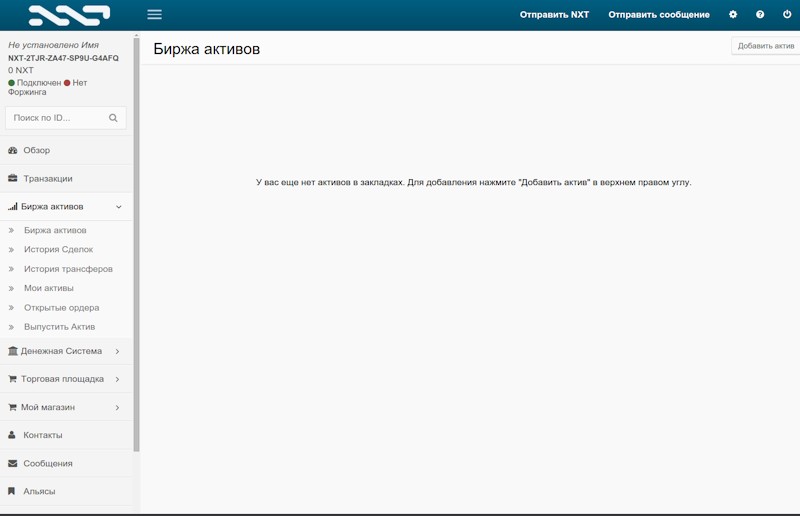 Отправить NXT
Отправить сообщение
Не установлено Имя
NXT-2TJR-ZA47-SP9U-G4AFQ
0 NXT
Подключен Нет
Форжинга
Поиск по ID...
Обзор
Транзакции
Биржа активов
Биржа активов
История Сделок
История трансферов
Мои активы
Открытые ордера
Выпустить Актив
Денежная Система
Торговая площадка
Мой магазин
Контакты
Сообщения
Альясы
Биржа активов
Добавить актив
У вас еще нет активов в закладках. Для добавления нажмите "Добавить актив" в верхнем правом углу.